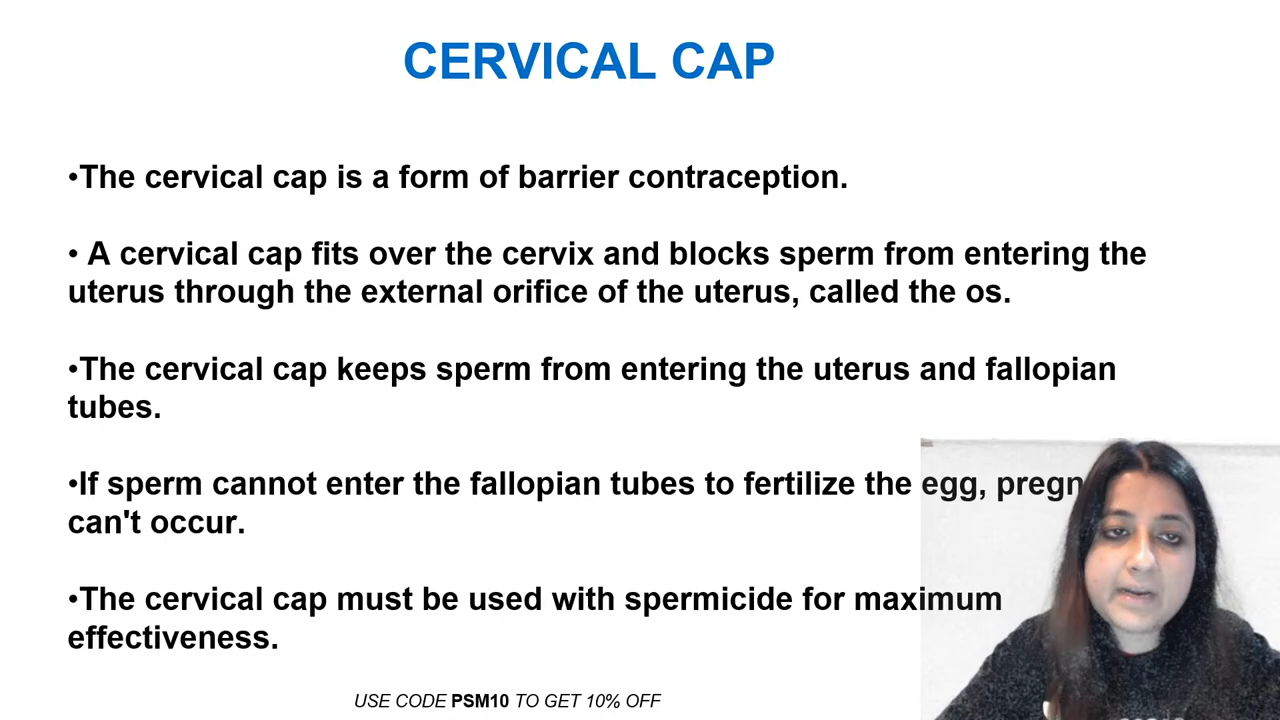 CERVICAL CAP
•The cervical cap is a form of barrier contraception.
• A cervical cap fits over the cervix and blocks sperm from entering the
uterus through the external orifice of the uterus, called the os.
•The cervical cap keeps sperm from entering the uterus and fallopian
tubes.
•If sperm cannot enter the fallopian tubes to fertilize the egg, pregn
can't occur.
•The cervical cap must be used with spermicide for maximum
effectiveness.
USE CODE PSM10 TO GET 10% OFF